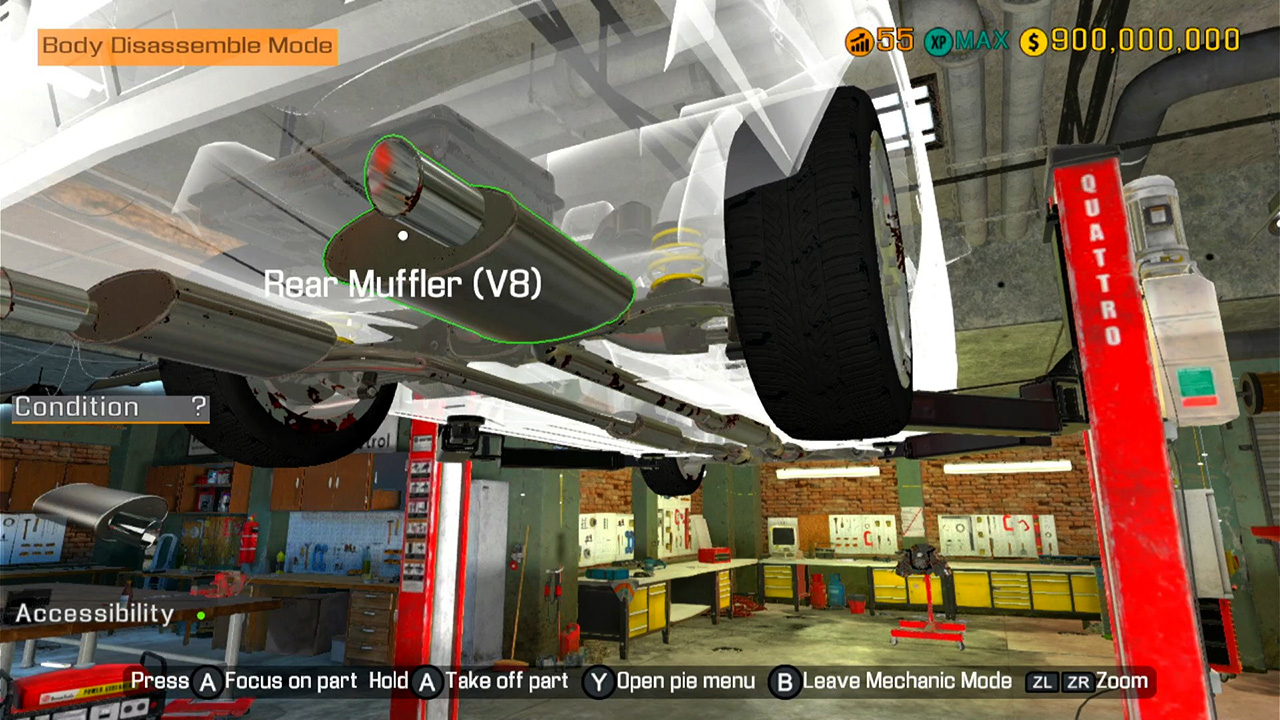 Body Disassemble Mode
55 XP MAX $ 900,000,000
QUATTRO
Rear Muffler (V8)
Condition ?
Accessibility
Press A Focus on part Hold A Take off part Y Open pie menu B Leave Mechanic Mode ZL ZR Zoom